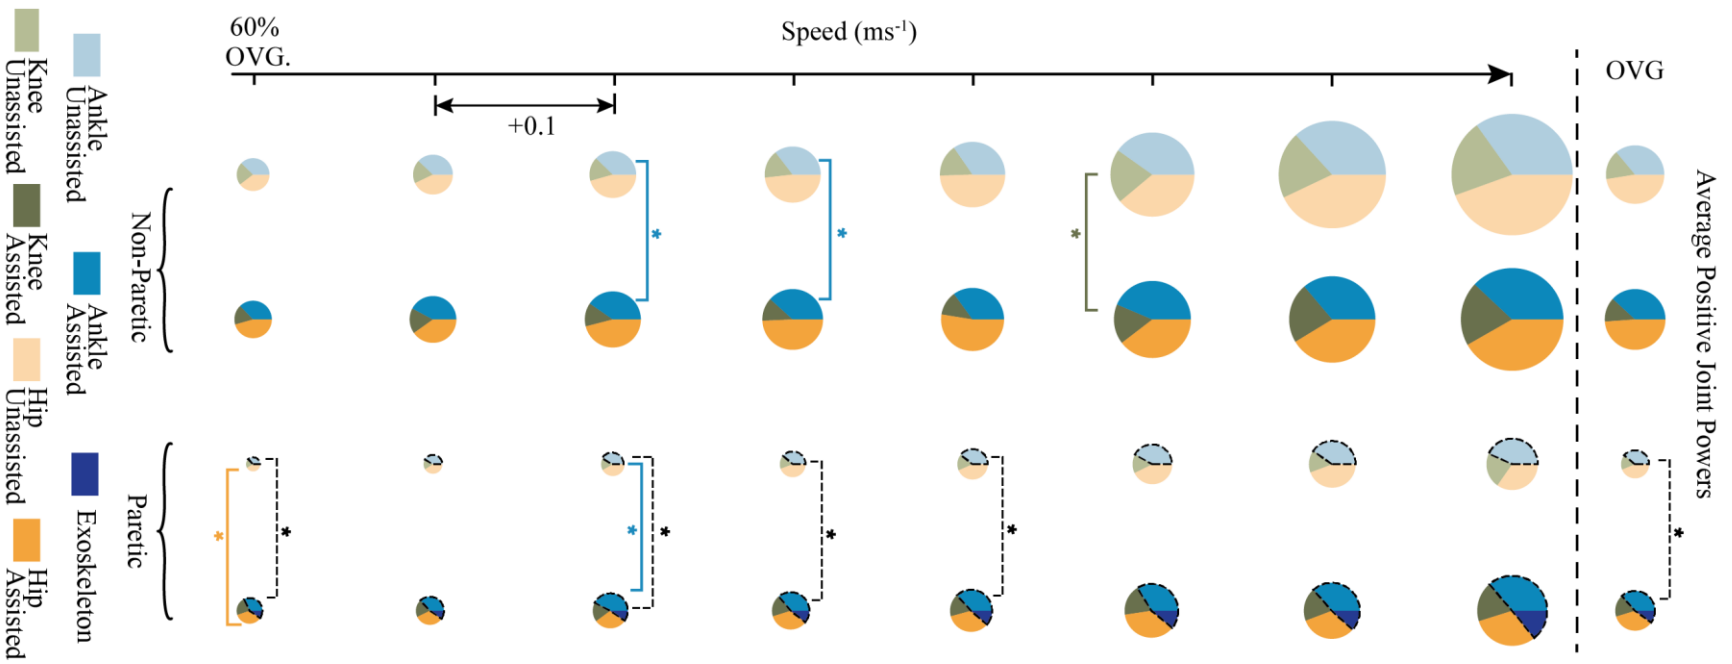 60%
OVG.
Speed (ms⁻¹)
OVG
+0.1
Knee
Unassisted
Ankle
Unassisted
Knee
Assisted
Ankle
Assisted
Hip
Unassisted
Exoskeleton
Hip
Assisted
Non-Paretic
Paretic
*
*
*
*
*
*
*
*
*
*
Average Positive Joint Powers